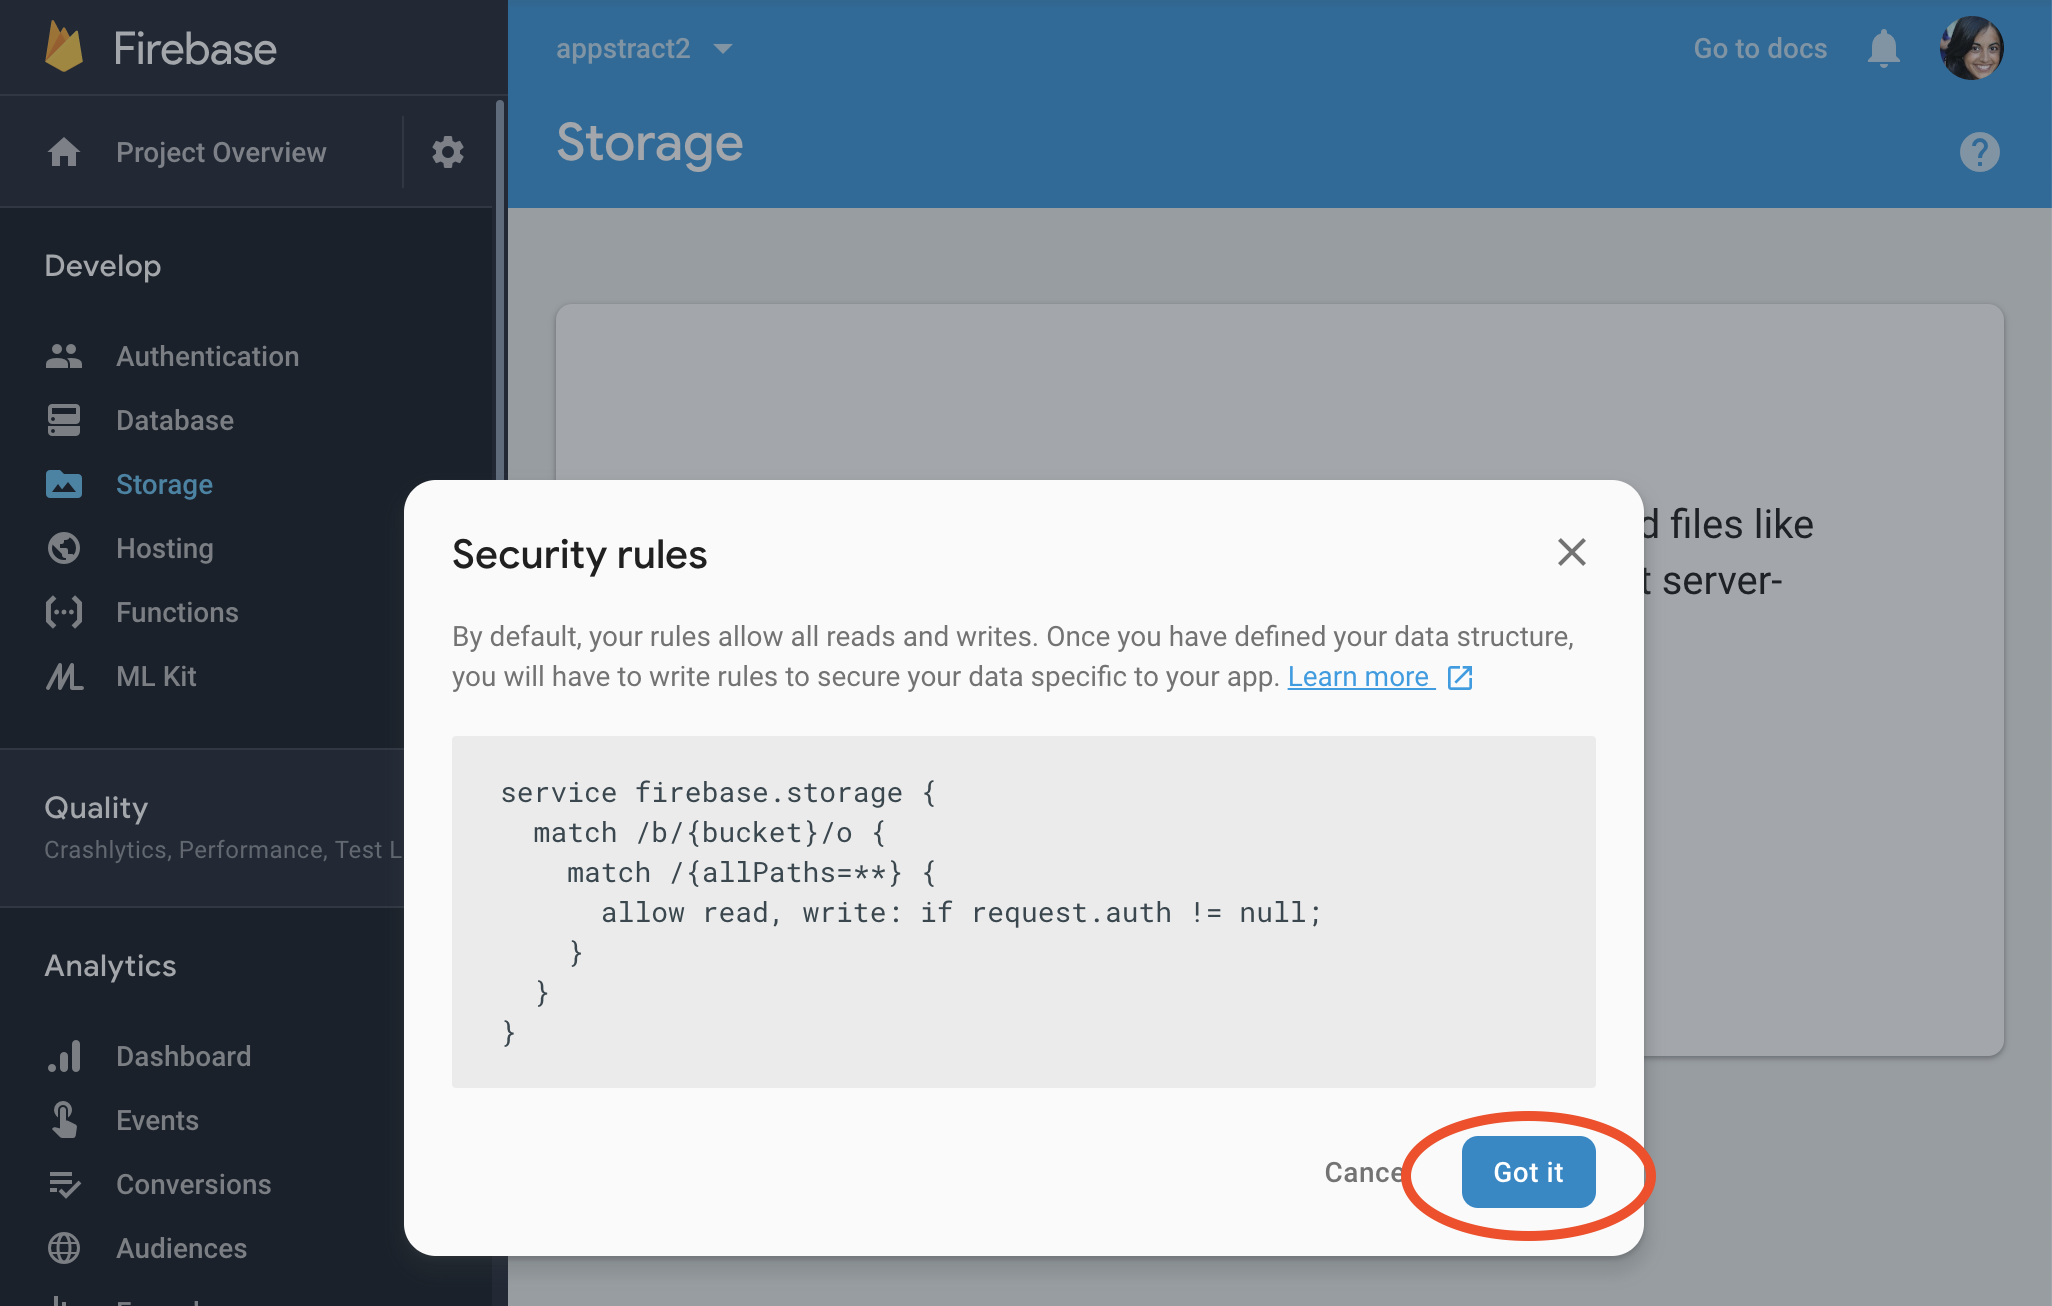 Firebase
appstract2
Go to docs
Project Overview
Storage
Develop
Authentication
Database
Storage
Hosting
Functions
ML Kit
Quality
Crashlytics, Performance, Test L
Analytics
Dashboard
Events
Conversions
Audiences
files like
server-
Security rules
By default, your rules allow all reads and writes. Once you have defined your data structure,
you will have to write rules to secure your data specific to your app. Learn more
service firebase.storage {
  match /b/{bucket}/o {
    match /{allPaths=**} {
      allow read, write: if request.auth != null;
    }
  }
}
Cance
Got it